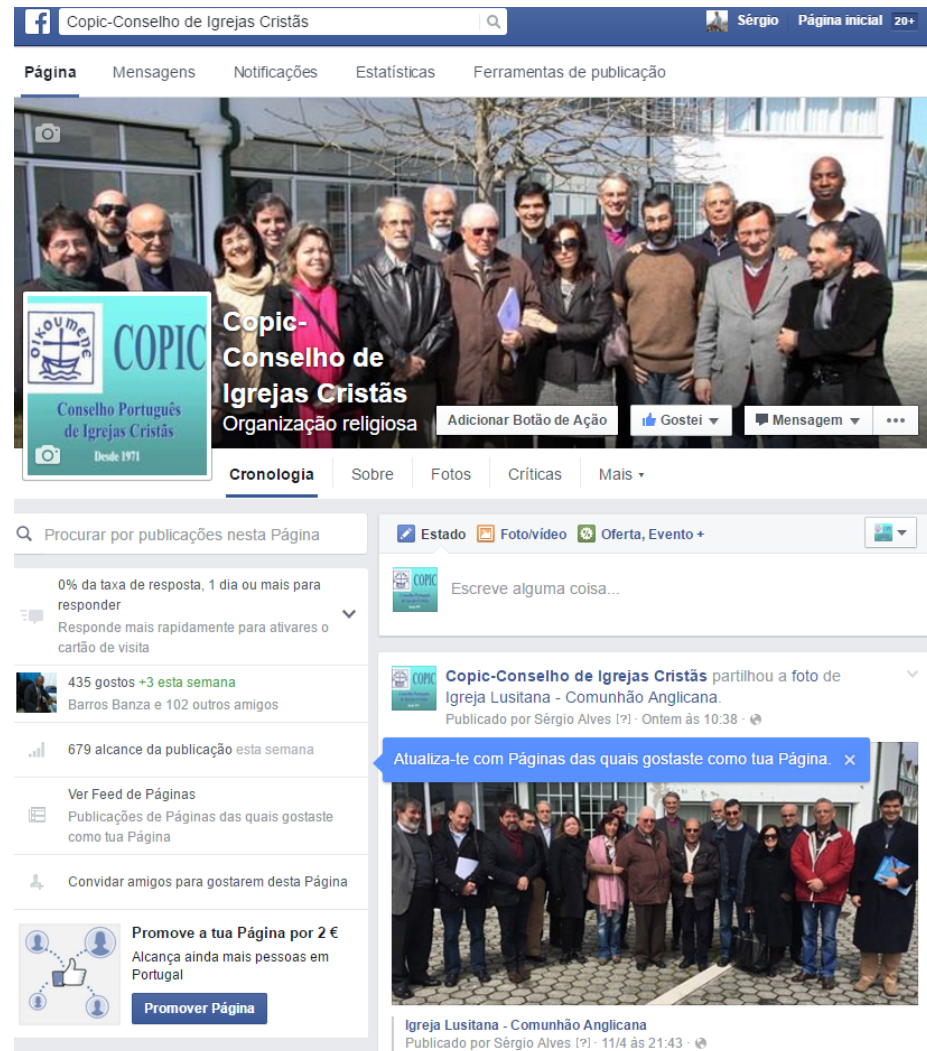 Copic-Conselho de Igrejas Cristãs
Sérgio
Página inicial 20+
Página
Mensagens
Notificações
Estatísticas
Ferramentas de publicação
OIKOUMENE
COPIC
Conselho Português
de Igrejas Cristãs
Desde 1971
Copic-
Conselho de
Igrejas Cristãs
Organização religiosa
Adicionar Botão de Ação
Gostei
Mensagem
Cronologia
Sobre
Fotos
Críticas
Mais
Procurar por publicações nesta Página
0% da taxa de resposta, 1 dia ou mais para
responder
Responde mais rapidamente para ativares o
cartão de visita
435 gostos +3 esta semana
Barros Banza e 102 outros amigos
679 alcance da publicação esta semana
Ver Feed de Páginas
Publicações de Páginas das quais gostaste
como tua Página
Convidar amigos para gostarem desta Página
Promove a tua Página por 2 €
Alcança ainda mais pessoas em
Portugal
Promover Página
Estado
Foto/vídeo
Oferta, Evento +
COPIC
Escreve alguma coisa...
COPIC
Copic-Conselho de Igrejas Cristãs partilhou a foto de
Igreja Lusitana - Comunhão Anglicana.
Publicado por Sérgio Alves [?] · Ontem às 10:38 ·
Atualiza-te com Páginas das quais gostaste como tua Página. ×
Igreja Lusitana - Comunhão Anglicana
Publicado por Sérgio Alves [?] · 11/4 às 21:43 ·